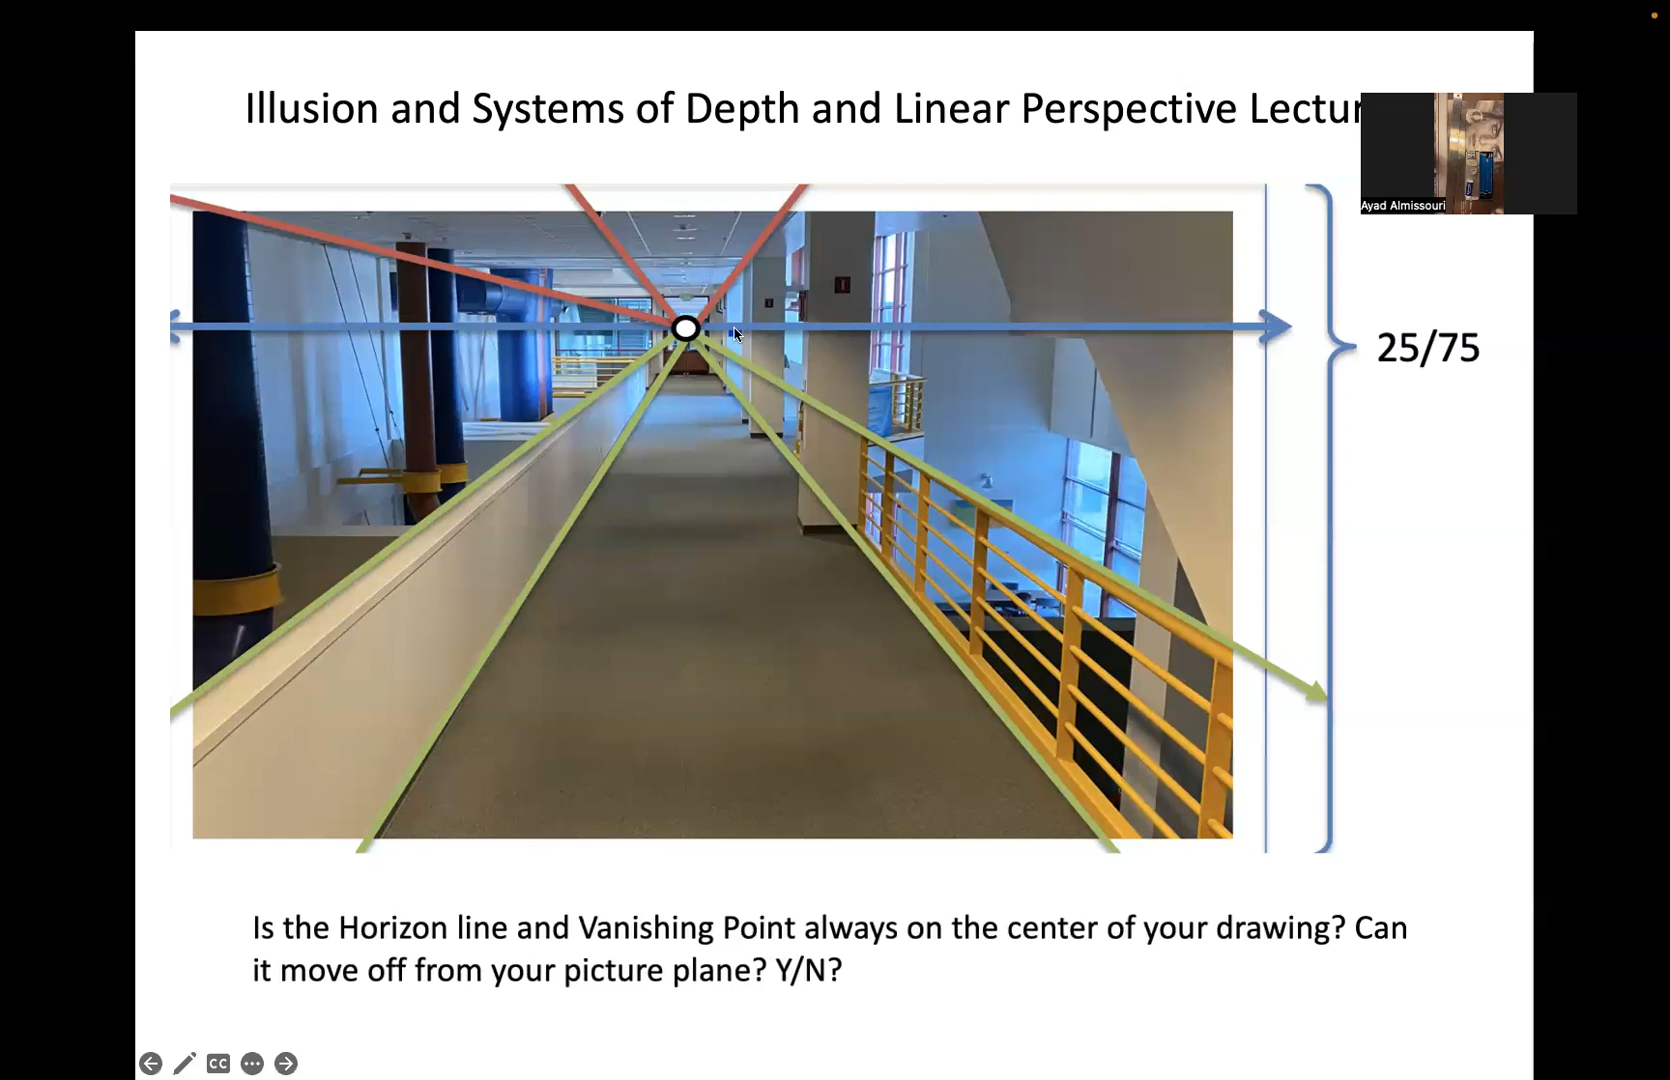 Illusion and Systems of Depth and Linear Perspective Lectur
Ayad Almissouri
25/75
Is the Horizon line and Vanishing Point always on the center of your drawing? Can
it move off from your picture plane? Y/N?
CC